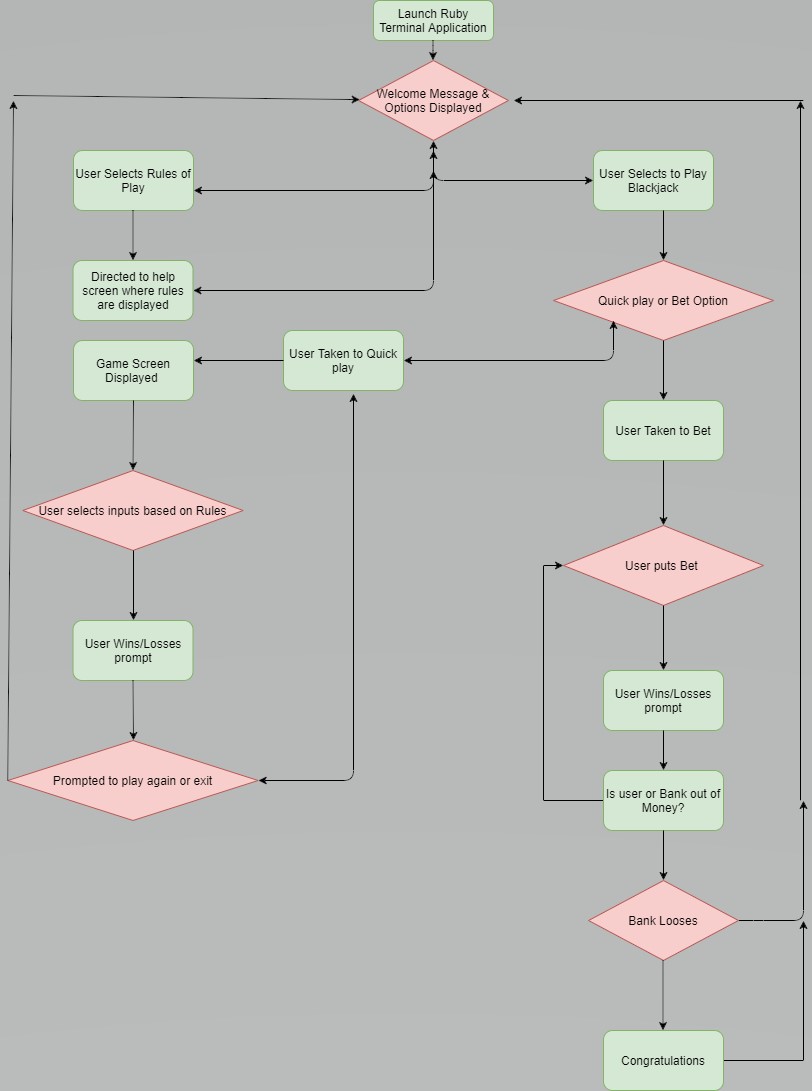 Launch Ruby
Terminal Application
Welcome Message &
Options Displayed
User Selects Rules of
Play
User Selects to Play
Blackjack
Directed to help
screen where rules
are displayed
Quick play or Bet Option
Game Screen
Displayed
User Taken to Quick
play
User Taken to Bet
User selects inputs based on Rules
User puts Bet
User Wins/Losses
prompt
User Wins/Losses
prompt
Prompted to play again or exit
Is user or Bank out of
Money?
Bank Looses
Congratulations